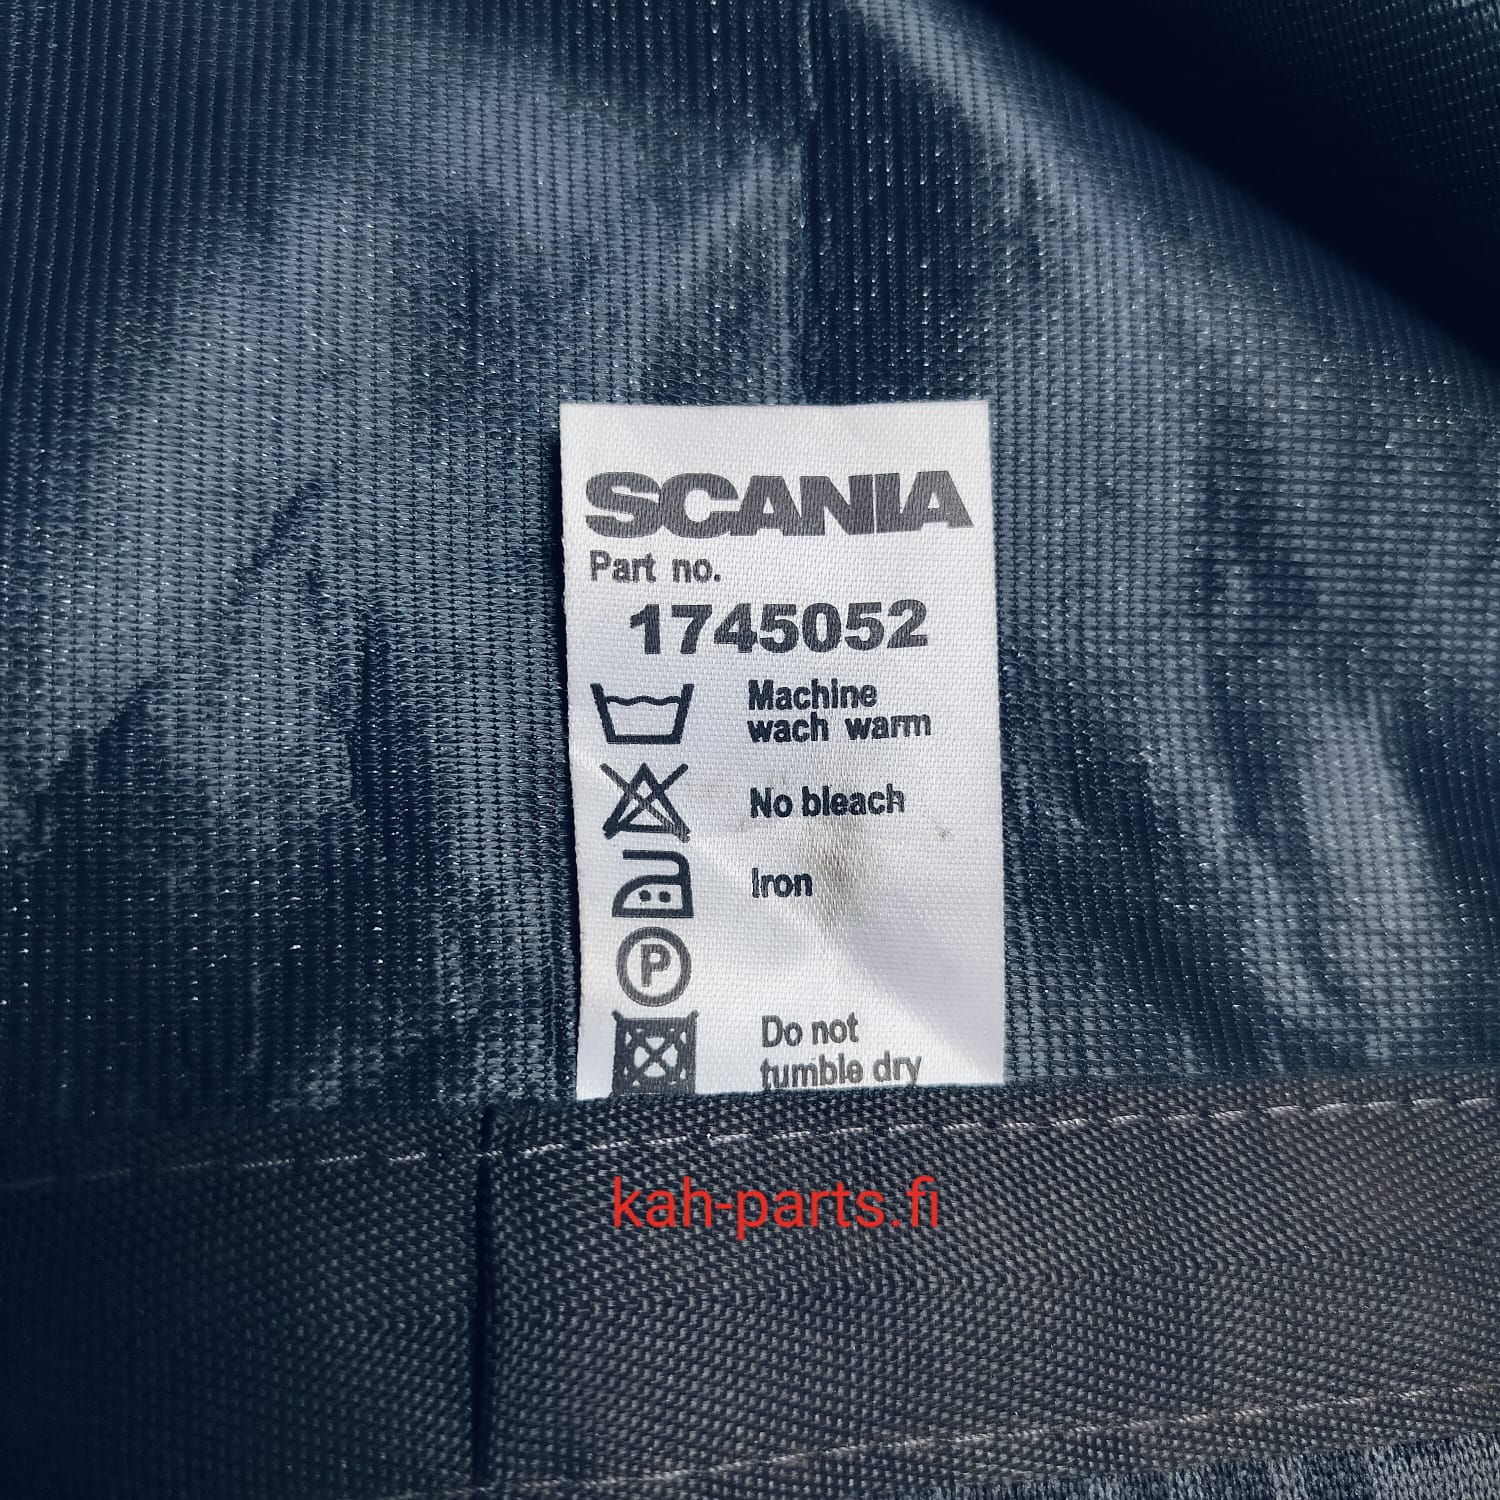 SCANIA
Part no.
1745052
Machine
wach warm
No bleach
Iron
P
Do not
tumble dry
kah-parts.fi